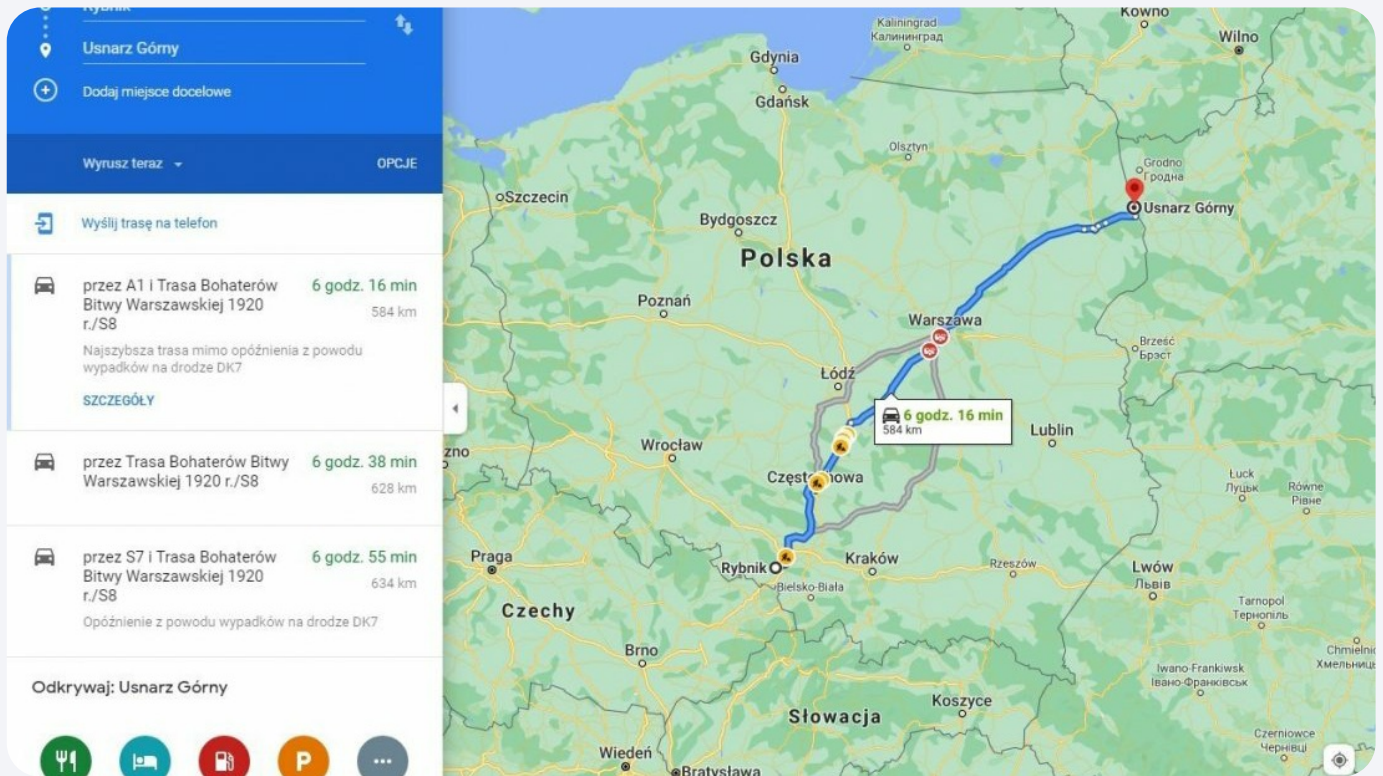 Rybnik
Usnarz Górny
Dodaj miejsce docelowe
Wyrusz teraz
OPCJE
Wyślij trasę na telefon
przez A1 i Trasa Bohaterów
Bitwy Warszawskiej 1920
r./S8
6 godz. 16 min
584 km
Najszybsza trasa mimo opóźnienia z powodu
wypadków na drodze DK7
SZCZEGÓŁY
przez Trasa Bohaterów Bitwy
Warszawskiej 1920 r./S8
6 godz. 38 min
628 km
przez S7 i Trasa Bohaterów
Bitwy Warszawskiej 1920
r./S8
6 godz. 55 min
634 km
Opóźnienie z powodu wypadków na drodze DK7
Odkrywaj: Usnarz Górny
P
Kaliningrad
Калининград
Kowno
Wilno
Gdynia
Gdańsk
Olsztyn
Grodno
Гродна
Szczecin
Usnarz Górny
Bydgoszcz
Polska
Poznań
Warszawa
Brześć
Брэст
Łódź
6 godz. 16 min
584 km
Lublin
Wrocław
zno
Częstochowa
Łuck
Луцьк
Równe
Рівне
Praga
Rybnik
Kraków
Rzeszów
Lwów
Львів
Bielsko-Biała
Czechy
Tarnopol
Тернопіль
Brno
Chmielnic
Хмельниць
Iwano-Frankiwsk
Івано-Франківськ
Koszyce
Słowacja
Czerniowce
Чернівці
Wiedeń
Bratysława